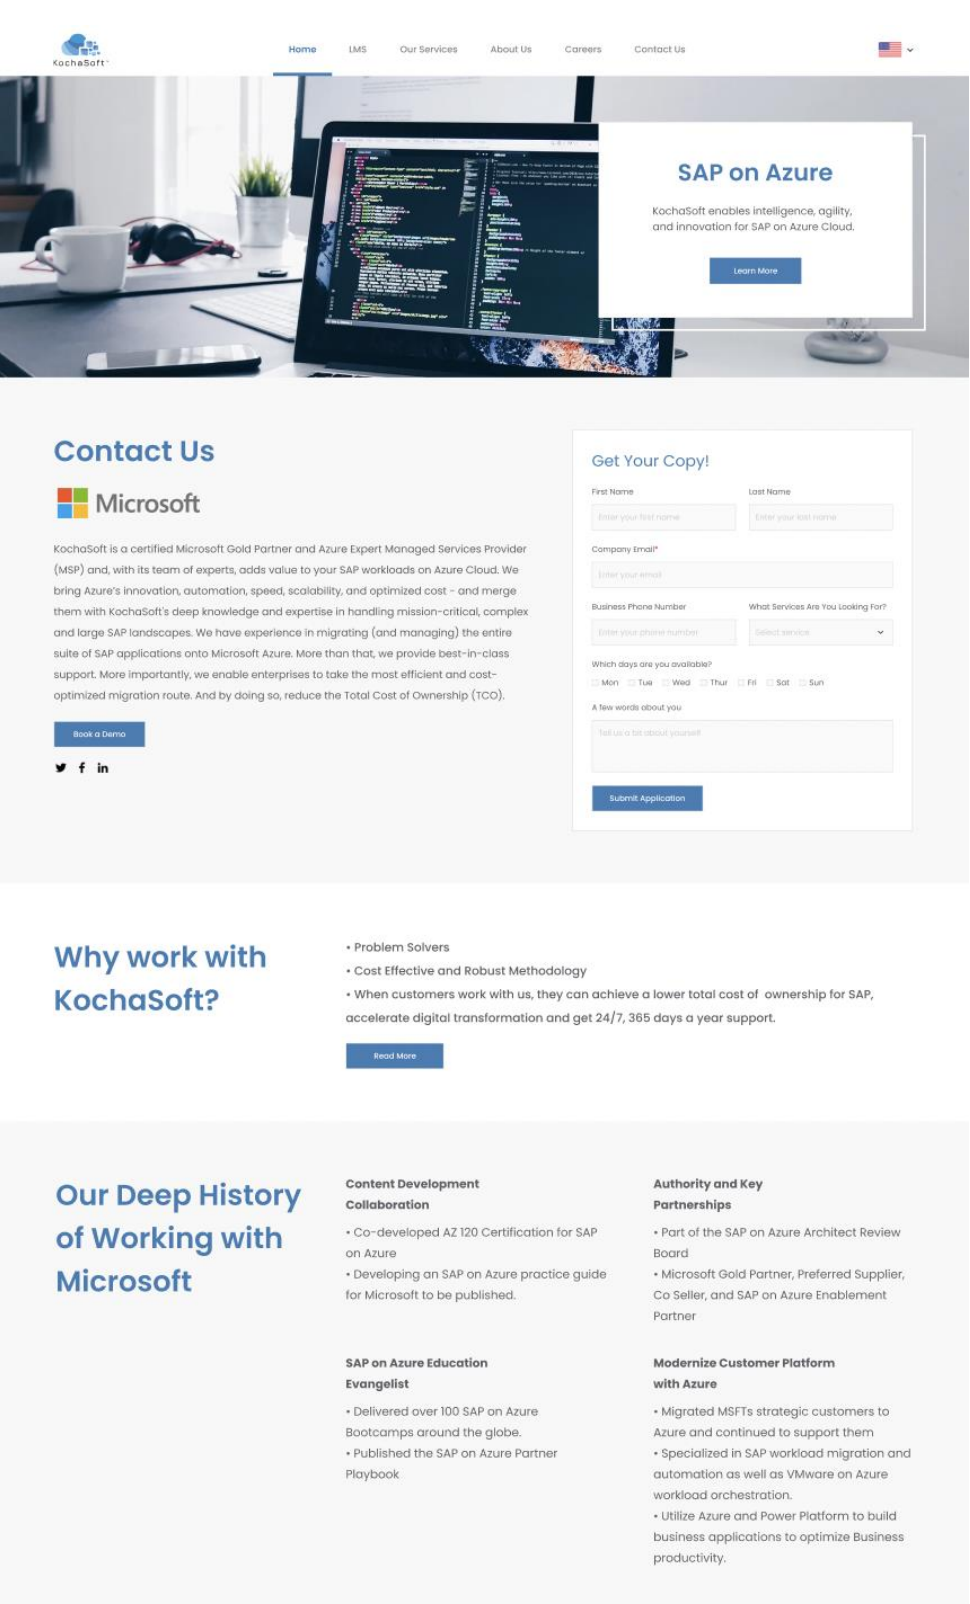 KochaSoft
Home
LMS
Our Services
About Us
Careers
Contact Us
SAP on Azure
KochaSoft enables intelligence, agility,
and innovation for SAP on Azure Cloud.
Learn More
Contact Us
Microsoft
KochaSoft is a certified Microsoft Gold Partner and Azure Expert Managed Services Provider
(MSP) and, with its team of experts, adds value to your SAP workloads on Azure Cloud. We
bring Azure's innovation, automation, speed, scalability, and optimized cost - and merge
them with KochaSoft's deep knowledge and expertise in handling mission-critical, complex
and large SAP landscapes. We have experience in migrating (and managing) the entire
suite of SAP applications onto Microsoft Azure. More than that, we provide best-in-class
support. More importantly, we enable enterprises to take the most efficient and cost-
optimized migration route. And by doing so, reduce the Total Cost of Ownership (TCO).
Book a Demo
Get Your Copy!
First Name
Last Name
Enter your first name
Enter your last name
Company Email*
Enter your email
Business Phone Number
What Services Are You Looking For?
Enter your phone number
Select service
Which days are you available?
Mon Tue Wed Thur Fri Sat Sun
A few words about you
Tell us a bit about yourself
Submit Application
Why work with
KochaSoft?
• Problem Solvers
• Cost Effective and Robust Methodology
• When customers work with us, they can achieve a lower total cost of ownership for SAP,
accelerate digital transformation and get 24/7, 365 days a year support.
Read More
Our Deep History
of Working with
Microsoft
Content Development
Collaboration
• Co-developed AZ 120 Certification for SAP
on Azure
• Developing an SAP on Azure practice guide
for Microsoft to be published.
Authority and Key
Partnerships
• Part of the SAP on Azure Architect Review
Board
• Microsoft Gold Partner, Preferred Supplier,
Co Seller, and SAP on Azure Enablement
Partner
SAP on Azure Education
Evangelist
• Delivered over 100 SAP on Azure
Bootcamps around the globe.
• Published the SAP on Azure Partner
Playbook
Modernize Customer Platform
with Azure
• Migrated MSFTs strategic customers to
Azure and continued to support them
• Specialized in SAP workload migration and
automation as well as VMware on Azure
workload orchestration.
• Utilize Azure and Power Platform to build
business applications to optimize Business
productivity.